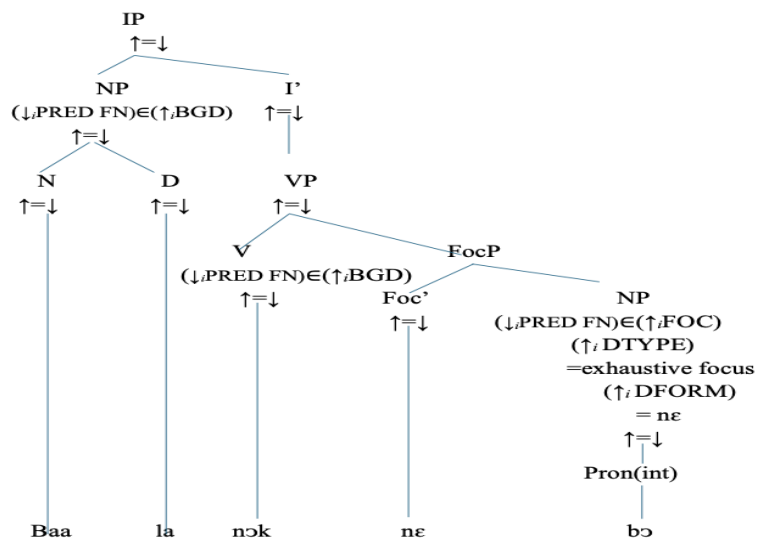 IP
↑=↓
NP I’
(↓ᵢPRED FN)∈(↑ᵢBGD) ↑=↓
↑=↓
N D VP
↑=↓ ↑=↓ ↑=↓
V FocP
(↓ᵢPRED FN)∈(↑ᵢBGD) Foc’ NP
↑=↓ ↑=↓ (↓ᵢPRED FN)∈(↑ᵢFOC)
(↑ᵢ DTYPE)
=exhaustive focus
(↑ᵢ DFORM)
= nɛ
↑=↓
Pron(int)
Baa la nɔk nɛ bɔ